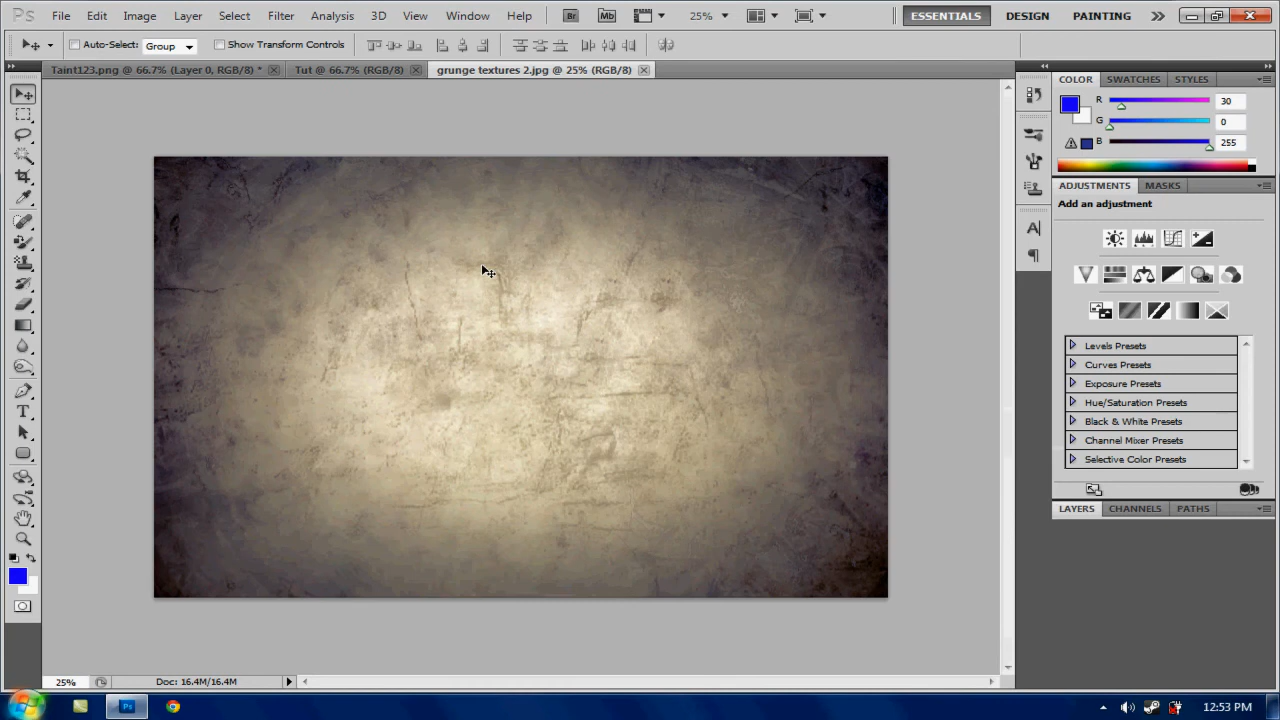 Ps File Edit Image Layer Select Filter Analysis 3D View Window Help Br Mb 25% ESSENTIALS DESIGN PAINTING
Auto-Select: Group Show Transform Controls
Taint123.png @ 66.7% (Layer 0, RGB/8) * Tut @ 66.7% (RGB/8) grunge textures 2.jpg @ 25% (RGB/8)
COLOR SWATCHES STYLES
R 30
G 0
B 255
ADJUSTMENTS MASKS
Add an adjustment
Levels Presets
Curves Presets
Exposure Presets
Hue/Saturation Presets
Black & White Presets
Channel Mixer Presets
Selective Color Presets
LAYERS CHANNELS PATHS
25% Doc: 16.4M/16.4M
Ps 12:53 PM